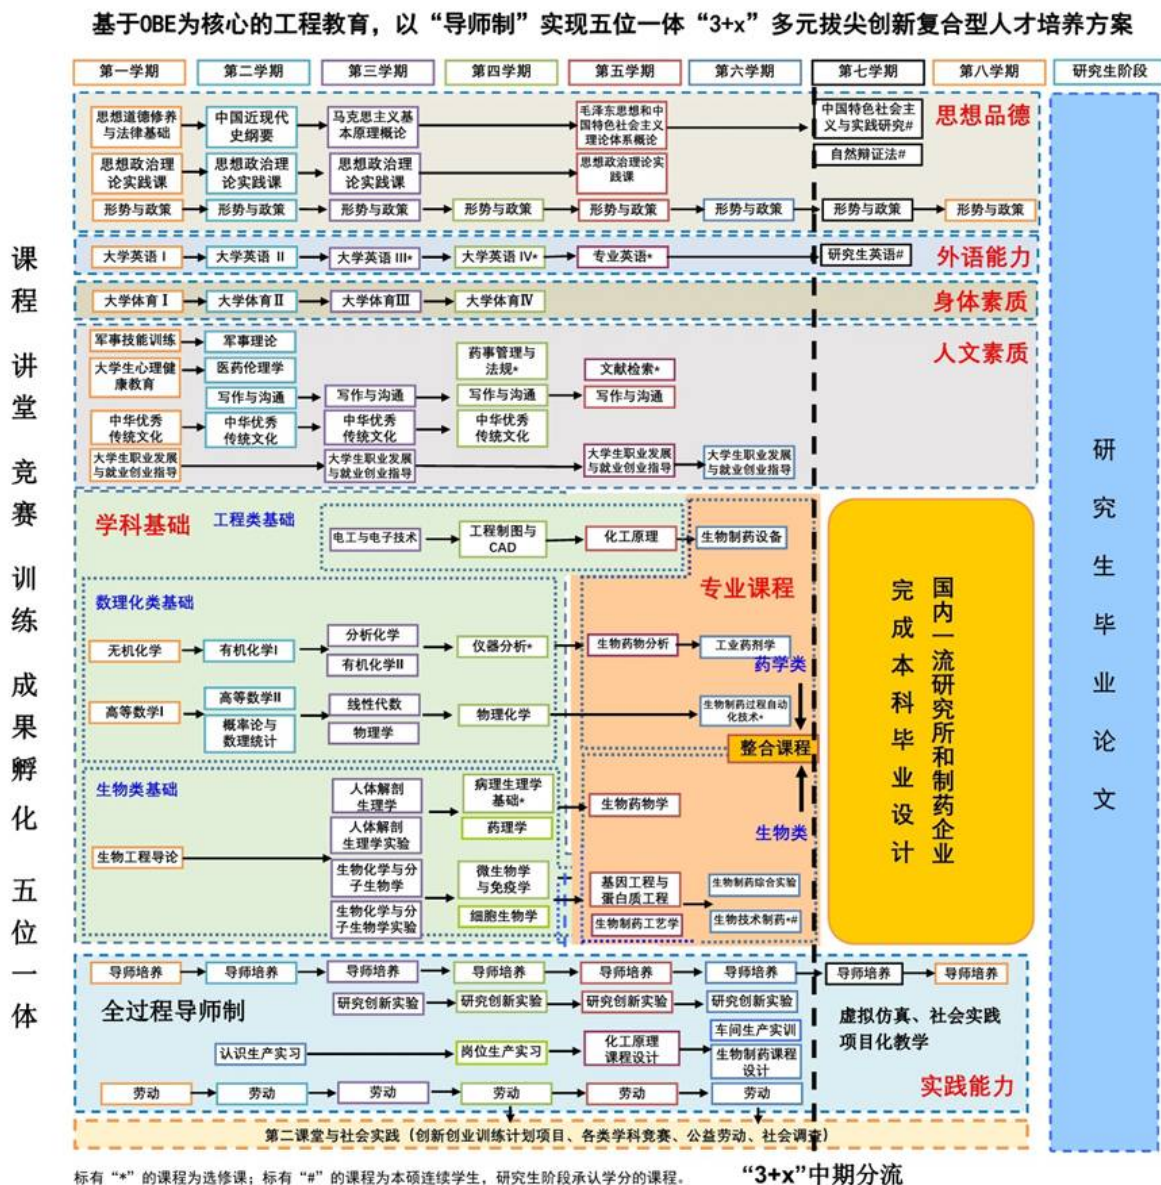 基于OBE为核心的工程教育，以“导师制”实现五位一体“3+x”多元拔尖创新复合型人才培养方案
第一学期
第二学期
第三学期
第四学期
第五学期
第六学期
第七学期
第八学期
研究生阶段
思想道德修养
与法律基础
中国近现代
史纲要
马克思主义基
本原理概论
毛泽东思想和中
国特色社会主义
理论体系概论
中国特色社会主
义与实践研究#
思想品德
自然辩证法#
思想政治理
论实践课
思想政治理
论实践课
思想政治理
论实践课
思想政治理论实
践课
形势与政策
形势与政策
形势与政策
形势与政策
形势与政策
形势与政策
形势与政策
形势与政策
大学英语 I
大学英语 II
大学英语 III*
大学英语 IV*
专业英语*
研究生英语#
外语能力
大学体育 I
大学体育 II
大学体育III
大学体育IV
身体素质
军事技能训练
军事理论
药事管理与
法规*
人文素质
大学生心理健
康教育
医药伦理学
文献检索*
写作与沟通
写作与沟通
写作与沟通
写作与沟通
中华优秀
传统文化
中华优秀
传统文化
中华优秀
传统文化
中华优秀
传统文化
大学生职业发展
与就业创业指导
大学生职业发展
与就业创业指导
大学生职业发展
与就业创业指导
大学生职业发展
与就业创业指导
学科基础
工程类基础
电工与电子技术
工程制图与
CAD
化工原理
生物制药设备
专业课程
数理化类基础
无机化学
有机化学I
分析化学
有机化学II
仪器分析*
生物药物分析
工业药剂学
药学类
高等数学I
高等数学II
概率论与
数理统计
线性代数
物理学
物理化学
生物制药过程自动
化技术*
整合课程
生物类基础
生物工程导论
人体解剖
生理学
人体解剖
生理学实验
生物化学与分
子生物学
生物化学与分
子生物学实验
病理生理学
基础*
药理学
微生物学
与免疫学
细胞生物学
生物药物学
生物类
基因工程与
蛋白质工程
生物制药工艺学
生物制药综合实验
生物技术制药*#
国内一流研究所和制药企业
完成本科毕业设计
研究生毕业论文
导师培养
导师培养
导师培养
导师培养
导师培养
导师培养
导师培养
导师培养
全过程导师制
研究创新实验
研究创新实验
研究创新实验
研究创新实验
虚拟仿真、社会实践
项目化教学
认识生产实习
岗位生产实习
化工原理
课程设计
车间生产实训
生物制药课程
设计
劳动
劳动
劳动
劳动
劳动
劳动
实践能力
第二课堂与社会实践（创新创业训练计划项目、各类学科竞赛、公益劳动、社会调查）
标有“*”的课程为选修课；标有“#”的课程为本硕连续学生，研究生阶段承认学分的课程。
“3+x”中期分流
课程 讲堂 竞赛 训练 成果孵化 五位一体